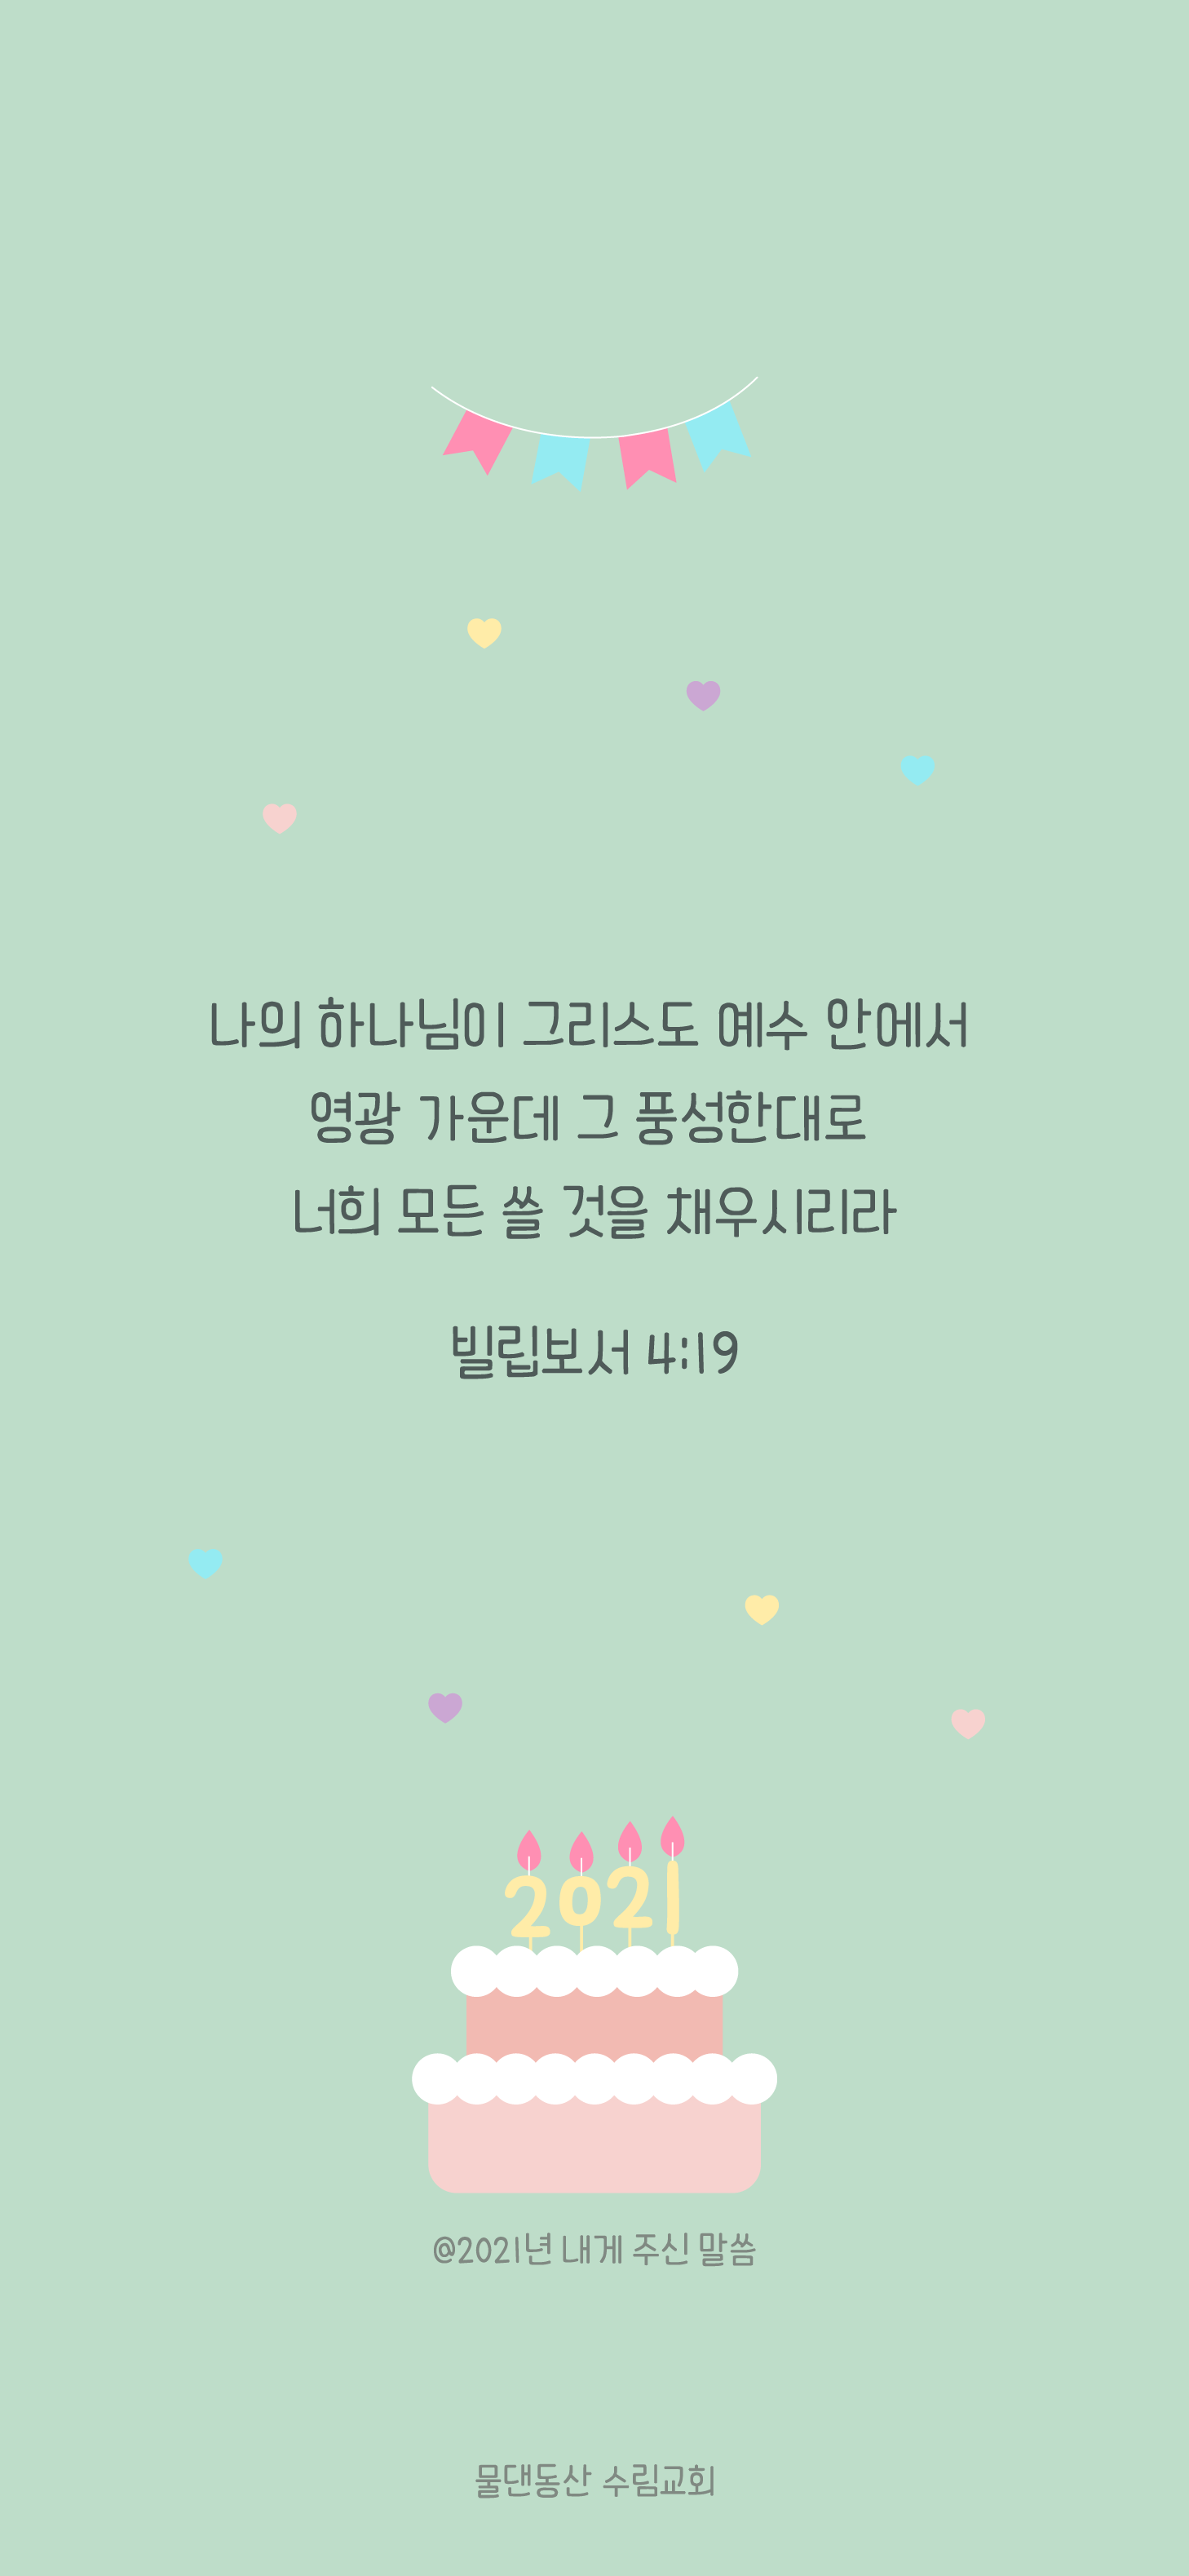 나의 하나님이 그리스도 예수 안에서
영광 가운데 그 풍성한대로
너희 모든 쓸 것을 채우시리라
빌립보서 4:19
2021
@2021년 내게 주신 말씀
물댄동산 수림교회